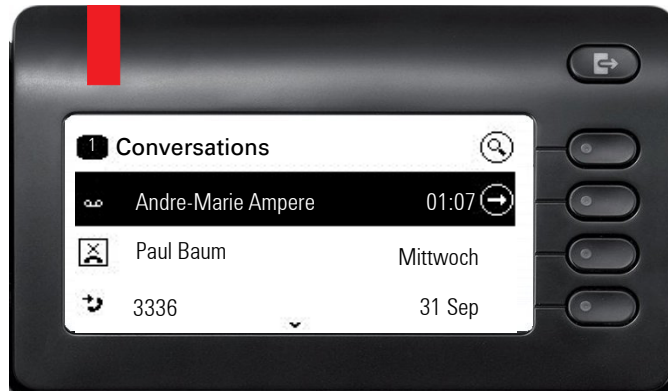 1 Conversations
Andre-Marie Ampere 01:07
Paul Baum Mittwoch
3336 31 Sep